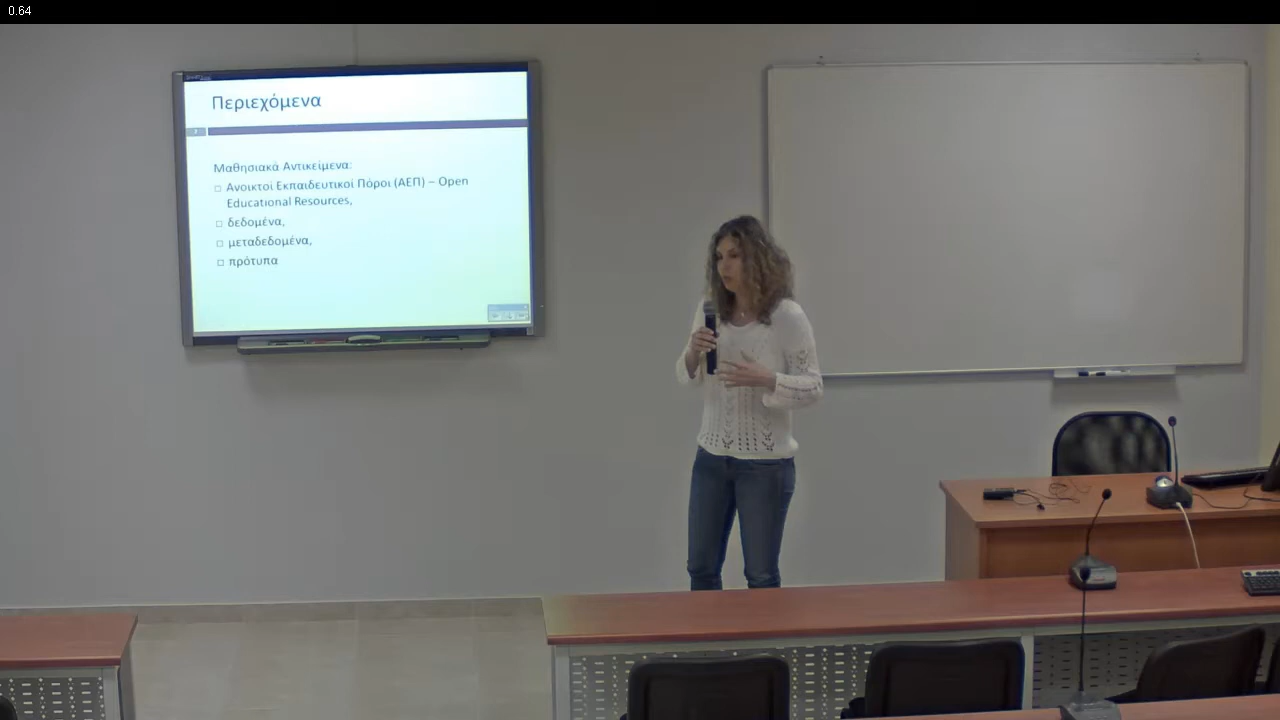 0.64
Περιεχόμενα
Μαθησιακά Αντικείμενα:
Ανοικτοί Εκπαιδευτικοί Πόροι (ΑΕΠ) – Open
Educational Resources,
δεδομένα,
μεταδεδομένα,
πρότυπα